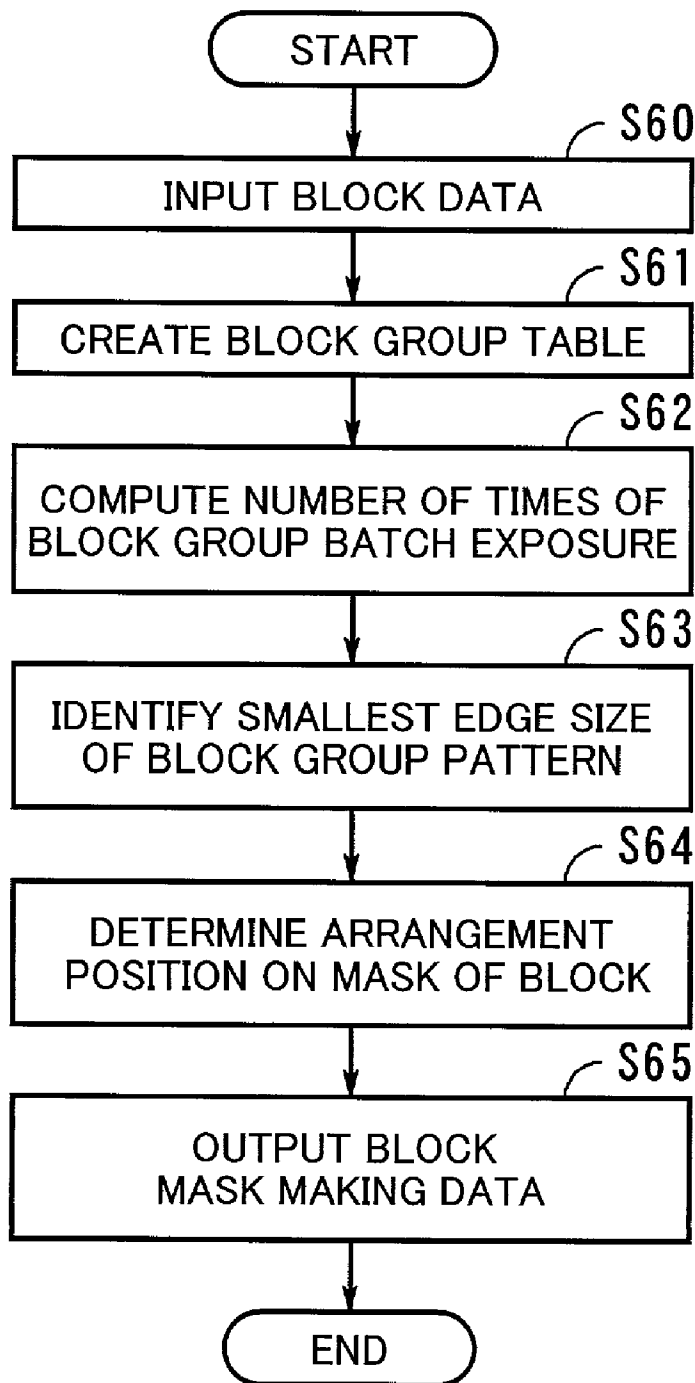 START
S60
INPUT BLOCK DATA
S61
CREATE BLOCK GROUP TABLE
S62
COMPUTE NUMBER OF TIMES OF
BLOCK GROUP BATCH EXPOSURE
S63
IDENTIFY SMALLEST EDGE SIZE
OF BLOCK GROUP PATTERN
S64
DETERMINE ARRANGEMENT
POSITION ON MASK OF BLOCK
S65
OUTPUT BLOCK
MASK MAKING DATA
END